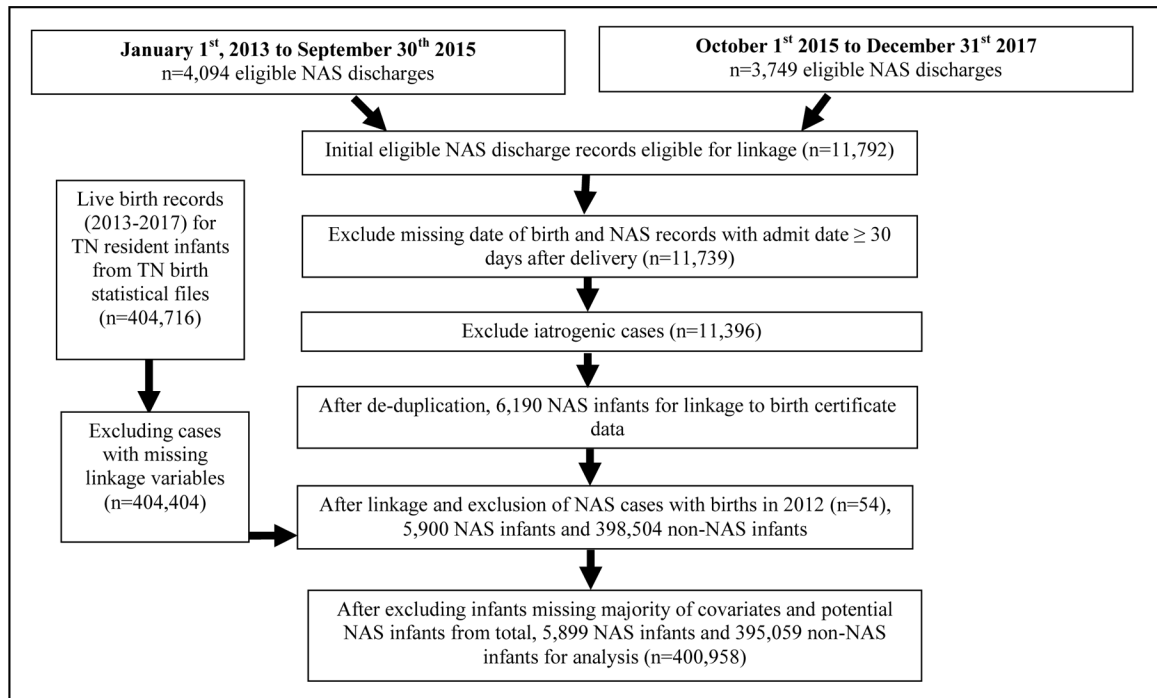 January 1st, 2013 to September 30th 2015
n=4,094 eligible NAS discharges
October 1st 2015 to December 31st 2017
n=3,749 eligible NAS discharges
Initial eligible NAS discharge records eligible for linkage (n=11,792)
Live birth records
(2013-2017) for
TN resident infants
from TN birth
statistical files
(n=404,716)
Exclude missing date of birth and NAS records with admit date ≥ 30
days after delivery (n=11,739)
Exclude iatrogenic cases (n=11,396)
After de-duplication, 6,190 NAS infants for linkage to birth certificate
data
Excluding cases
with missing
linkage variables
(n=404,404)
After linkage and exclusion of NAS cases with births in 2012 (n=54),
5,900 NAS infants and 398,504 non-NAS infants
After excluding infants missing majority of covariates and potential
NAS infants from total, 5,899 NAS infants and 395,059 non-NAS
infants for analysis (n=400,958)